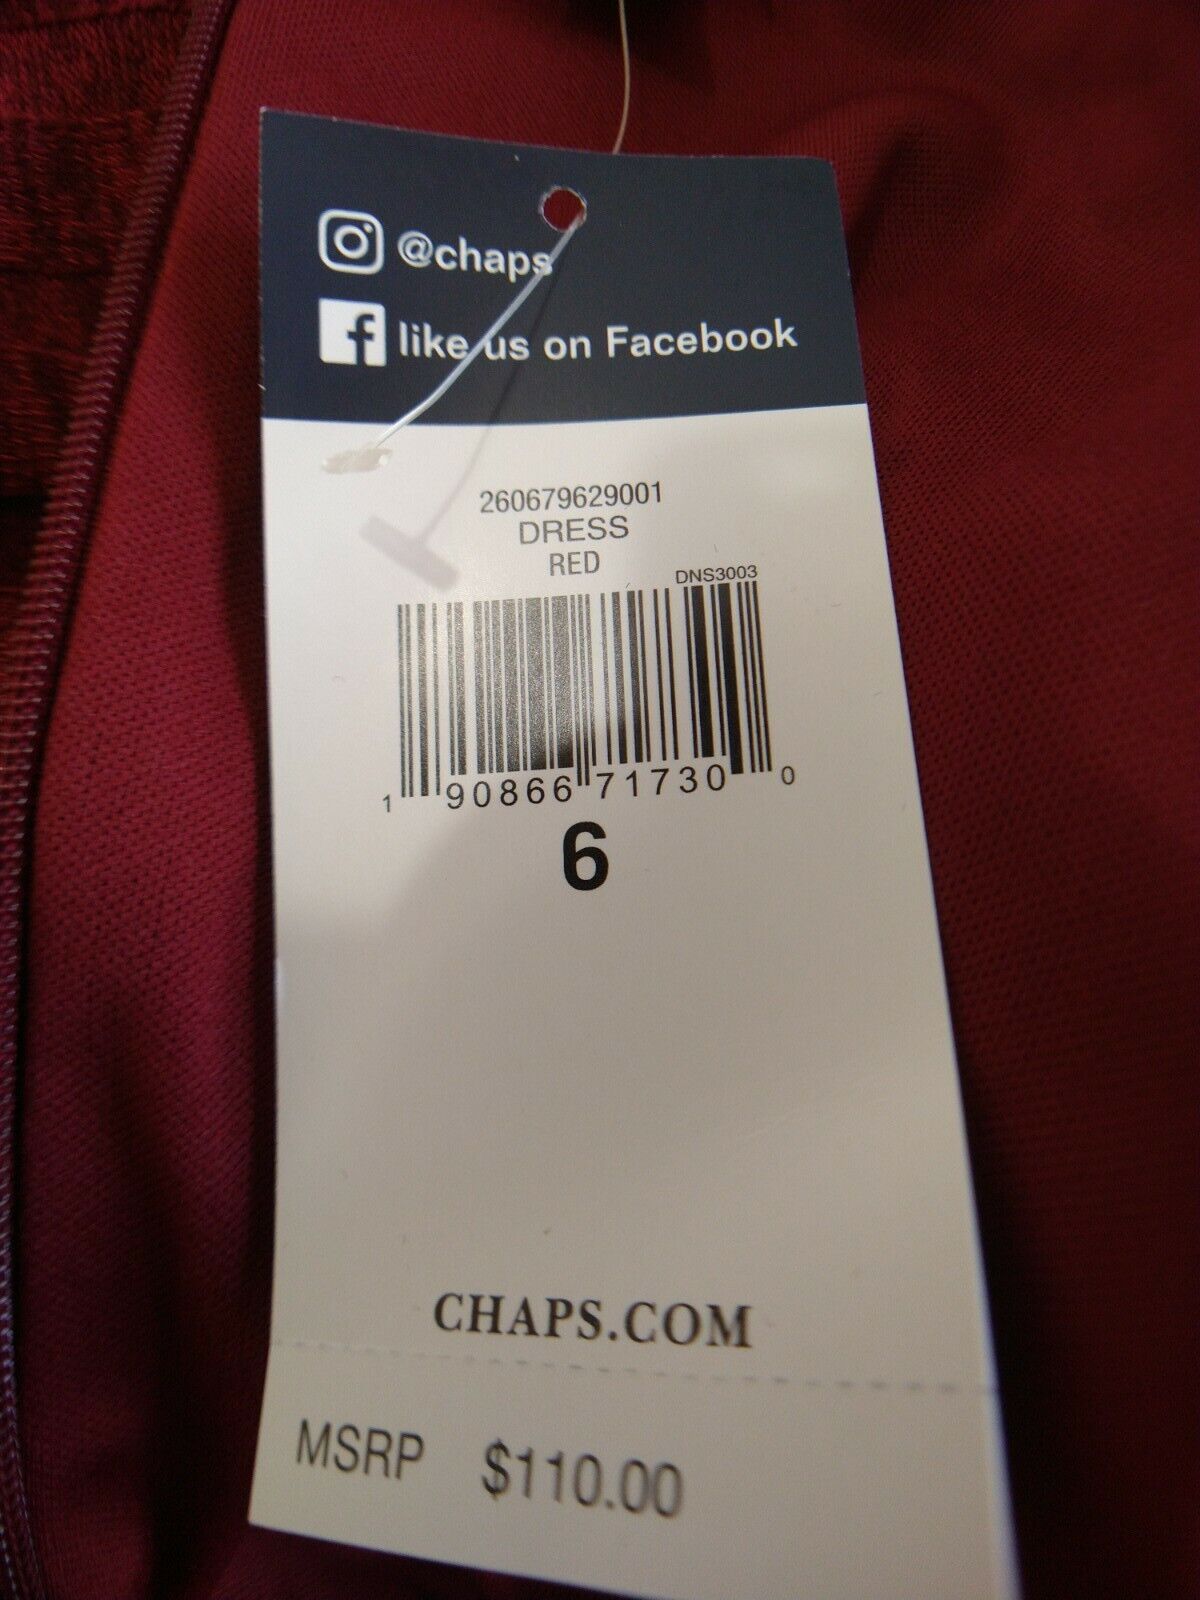 @chaps
like us on Facebook
260679629001
DRESS
RED
DNS3003
1 90866 71730 0
6
CHAPS.COM
MSRP $110.00